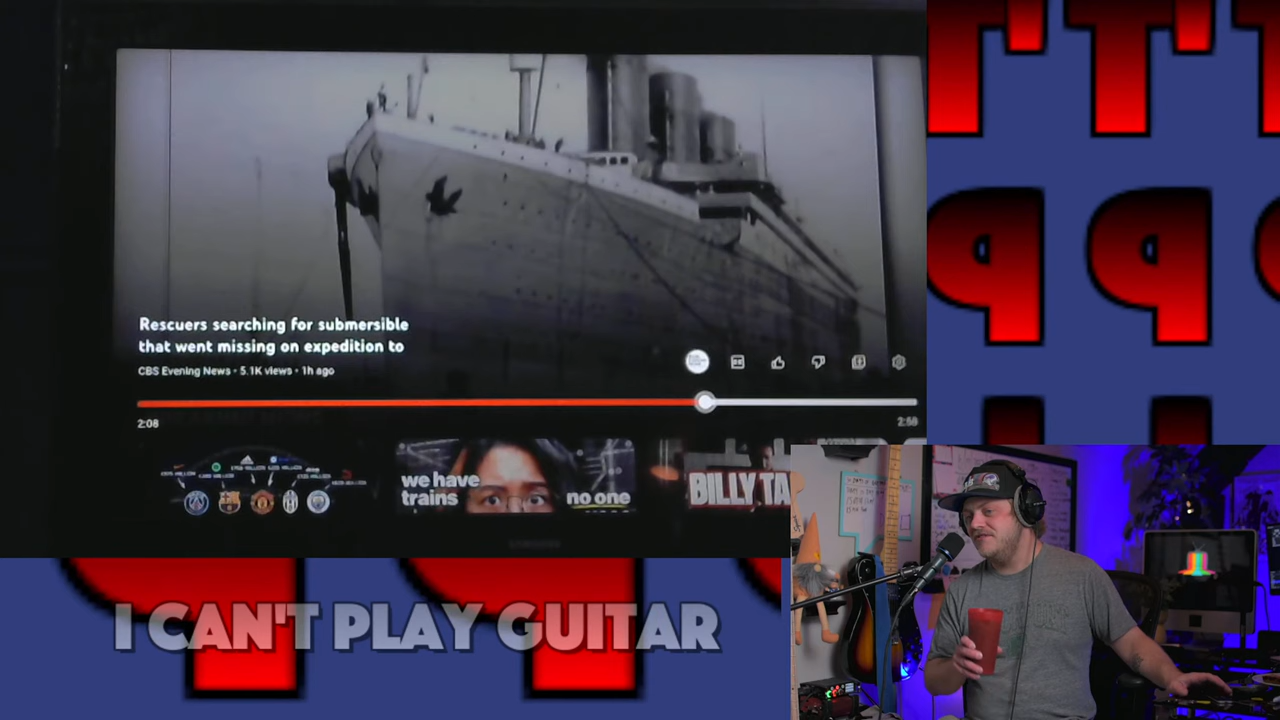 Rescuers searching for submersible
that went missing on expedition to
CBS Evening News • 5.1K views • 1h ago
2:08
2:58
we have
trains
no one
BILLY TA
I CAN'T PLAY GUITAR